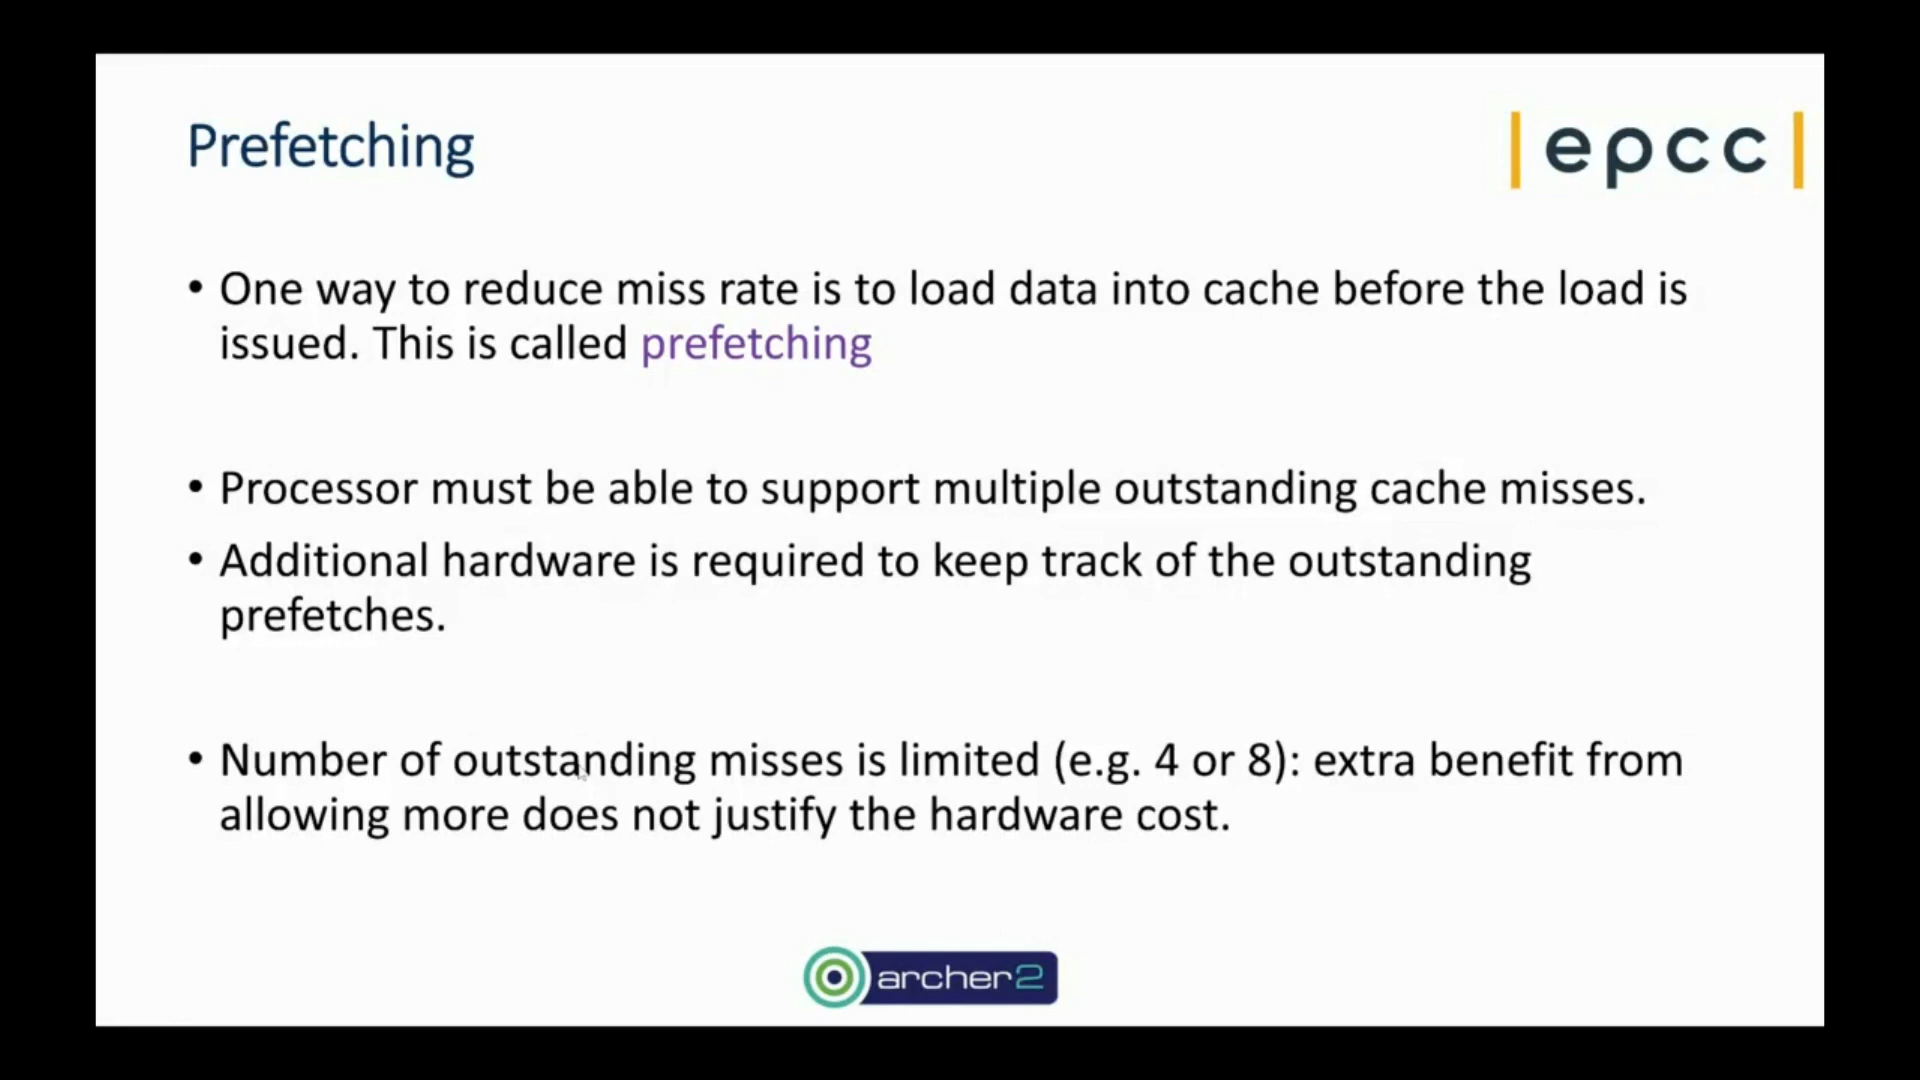 Prefetching
|epcc|
• One way to reduce miss rate is to load data into cache before the load is
issued. This is called prefetching
• Processor must be able to support multiple outstanding cache misses.
• Additional hardware is required to keep track of the outstanding
prefetches.
• Number of outstanding misses is limited (e.g. 4 or 8): extra benefit from
allowing more does not justify the hardware cost.
archer2